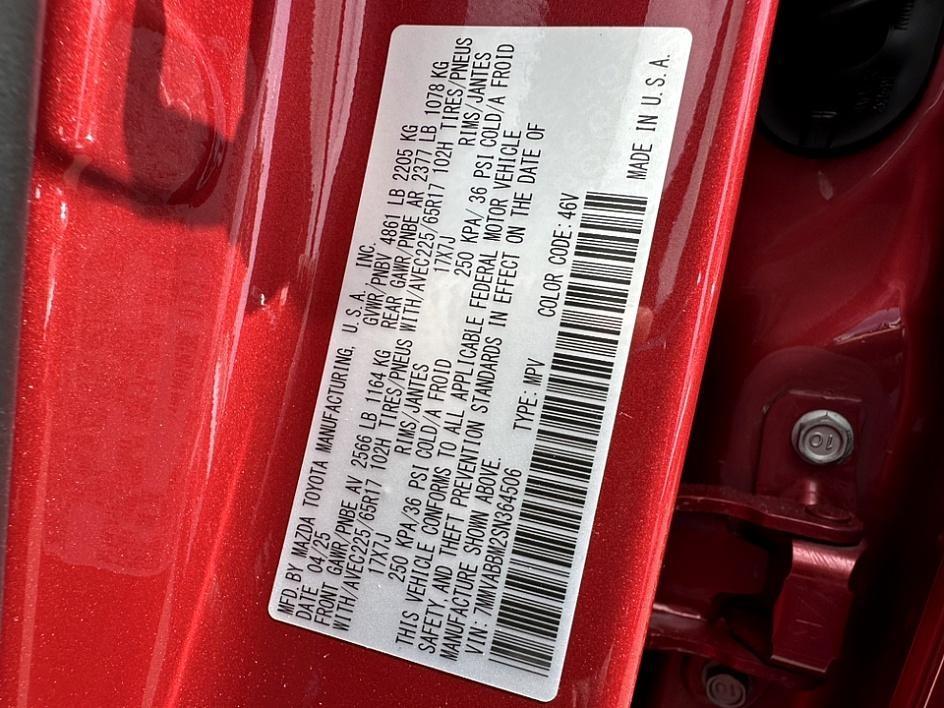 MFD. BY MAZDA TOYOTA MANUFACTURING, U.S.A. INC.
DATE 04/25 GVWR/PNBV 4861 LB 2205 KG
FRONT GAWR/PNBE AV 2566 LB 1164 KG REAR GAWR/PNBE AR 2377 LB 1078 KG
WITH/AVEC225/65R17 102H TIRES/PNEUS WITH/AVEC225/65R17 102H TIRES/PNEUS
17X7J RIMS/JANTES 17X7J RIMS/JANTES
250 KPA/36 PSI COLD/A FROID 250 KPA/36 PSI COLD/A FROID
THIS VEHICLE CONFORMS TO ALL APPLICABLE FEDERAL MOTOR VEHICLE
SAFETY AND THEFT PREVENTION STANDARDS IN EFFECT ON THE DATE OF
MANUFACTURE SHOWN ABOVE.
VIN: 7MMVABBM2SN364506 TYPE: MPV COLOR CODE: 46V
MADE IN U.S.A.
10
10